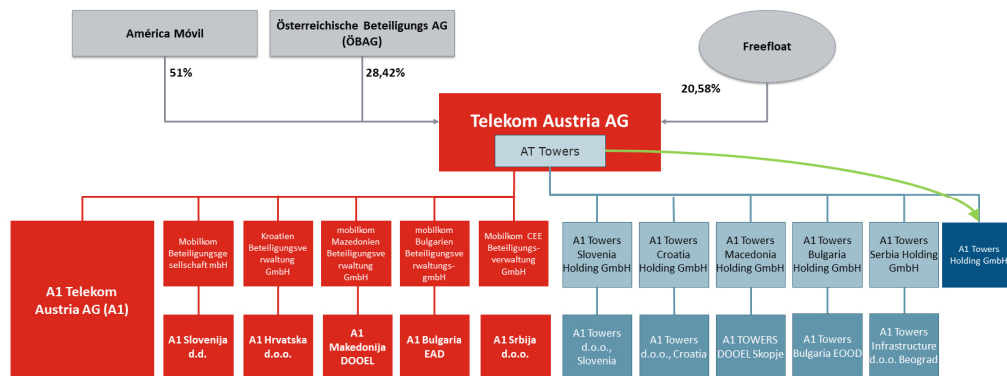 América Móvil
Österreichische Beteiligungs AG
(ÖBAG)
Freefloat
51%
28,42%
20,58%
Telekom Austria AG
AT Towers
A1 Telekom
Austria AG (A1)
Mobilkom
Beteiligungsge
sellschaft mbH
Kroatien
Beteiligungsve
rwaltung
GmbH
mobilkom
Mazedonien
Beteiligungsve
rwaltung
GmbH
mobilkom
Bulgarien
Beteiligungsve
rwaltungs-
gmbH
Mobilkom CEE
Beteiligungs-
verwaltung
GmbH
A1 Towers
Slovenia
Holding GmbH
A1 Towers
Croatia
Holding GmbH
A1 Towers
Macedonia
Holding GmbH
A1 Towers
Bulgaria
Holding GmbH
A1 Towers
Serbia Holding
GmbH
A1 Towers
Holding GmbH
A1 Slovenija
d.d.
A1 Hrvatska
d.o.o.
A1
Makedonija
DOOEL
A1 Bulgaria
EAD
A1 Srbija
d.o.o.
A1 Towers
d.o.o.,
Slovenia
A1 Towers
d.o.o., Croatia
A1 TOWERS
DOOEL Skopje
A1 Towers
Bulgaria EOOD
A1 Towers
Infrastructure
d.o.o. Beograd